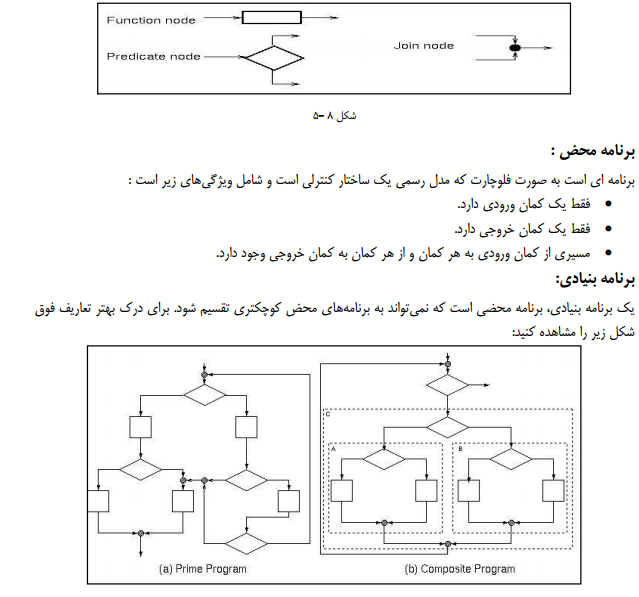 Function node
Predicate node
Join node
شکل ۸ –۵
برنامه محض :
برنامه ای است به صورت فلوچارت که مدل رسمی یک ساختار کنترلی است و شامل ویژگی‌های زیر است :
• فقط یک کمان ورودی دارد.
• فقط یک کمان خروجی دارد.
• مسیری از کمان ورودی به هر کمان و از هر کمان به کمان خروجی وجود دارد.
برنامه بنیادی:
یک برنامه بنیادی، برنامه محضی است که نمی‌تواند به برنامه‌های محض کوچکتری تقسیم شود. برای درک بهتر تعاریف فوق
شکل زیر را مشاهده کنید:
C
A
B
(a) Prime Program
(b) Composite Program